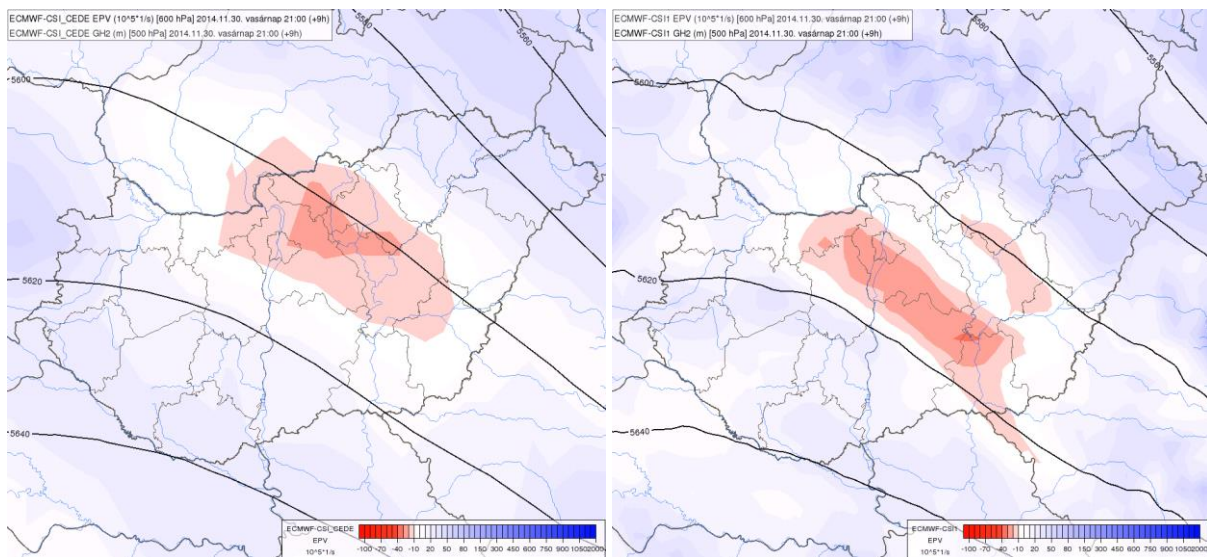 ECMWF-CSI_CEDE EPV (10^5*1/s) [600 hPa] 2014.11.30. vasárnap 21:00 (+9h)
ECMWF-CSI_CEDE GH2 (m) [500 hPa] 2014.11.30. vasárnap 21:00 (+9h)
5560
5580
5600
5620
5640
ECMWF-CSI_CEDE
EPV
10^5*1/s
-100 -70 -40 -10 20 50 150 300 450 600 750 900 1050 2000
ECMWF-CSI1 EPV (10^5*1/s) [600 hPa] 2014.11.30. vasárnap 21:00 (+9h)
ECMWF-CSI1 GH2 (m) [500 hPa] 2014.11.30. vasárnap 21:00 (+9h)
5580
5560
5600
5620
5640
ECMWF-CSI1
EPV
10^5*1/s
-100 -70 -40 -10 20 50 150 300 450 600 750 900 1050 2000